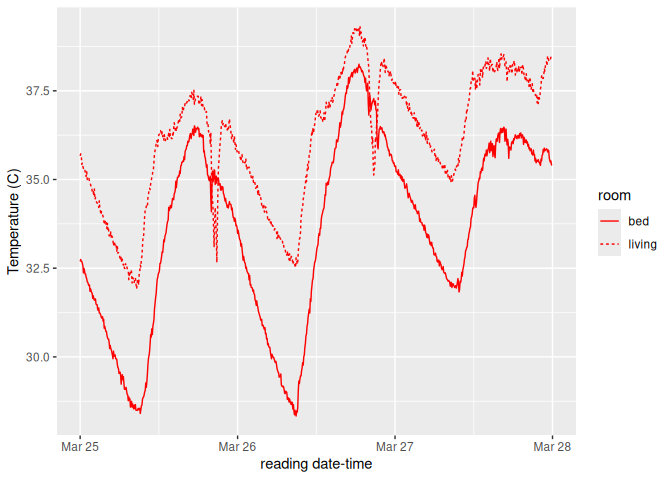 37.5
35.0
32.5
30.0
Temperature (C)
Mar 25
Mar 26
Mar 27
Mar 28
reading date-time
room
bed
living